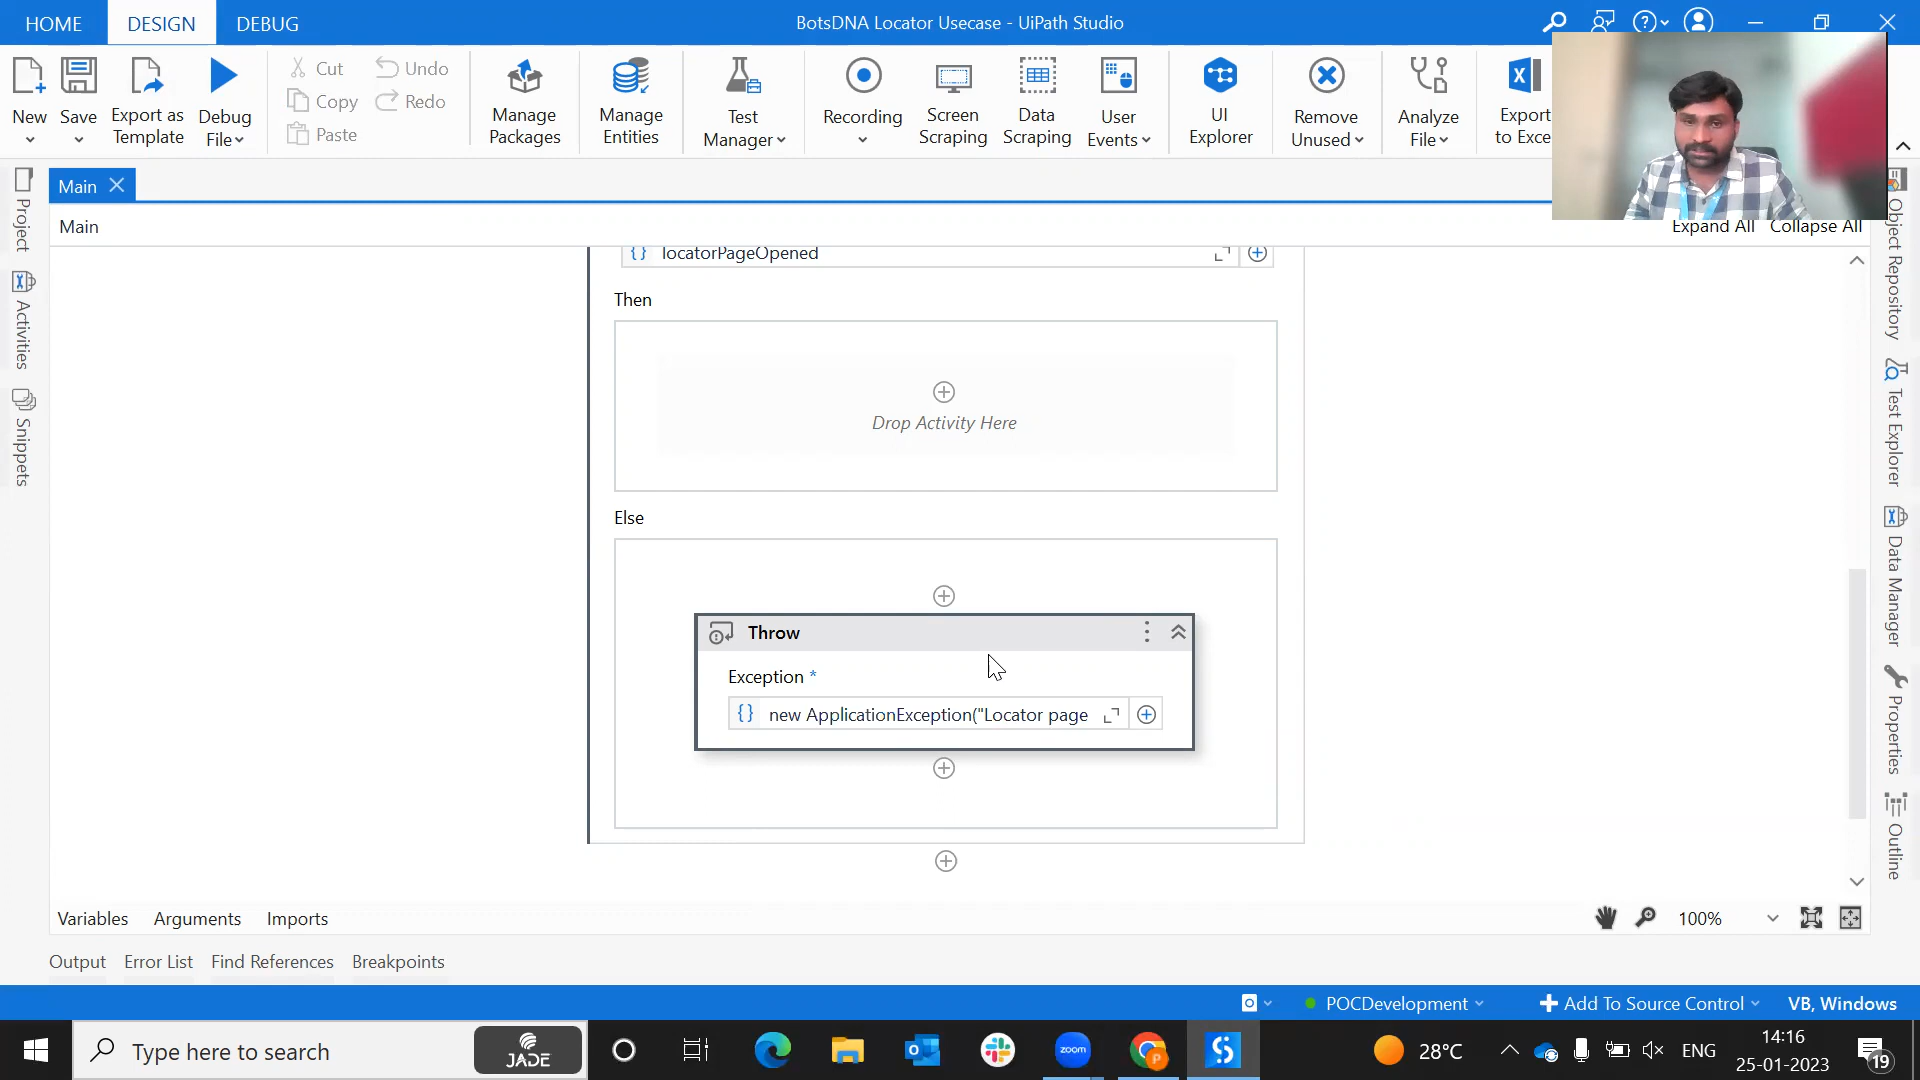 HOME
DESIGN
DEBUG
BotsDNA Locator Usecase - UiPath Studio
New
Save
Export as
Template
Debug
File
Cut
Copy
Paste
Undo
Redo
Manage
Packages
Manage
Entities
Test
Manager
Recording
Screen
Scraping
Data
Scraping
User
Events
UI
Explorer
Remove
Unused
Analyze
File
Export
to Exce
Main
Main
Expand All
Collapse All
Project
Activities
Snippets
Object Repository
Test Explorer
Data Manager
Properties
Outline
locatorPageOpened
Then
Drop Activity Here
Else
Throw
Exception *
new ApplicationException("Locator page
Variables
Arguments
Imports
100%
Output
Error List
Find References
Breakpoints
POCDevelopment
Add To Source Control
VB, Windows
Type here to search
JADE
zoom
P
28°C
ENG
14:16
25-01-2023
19